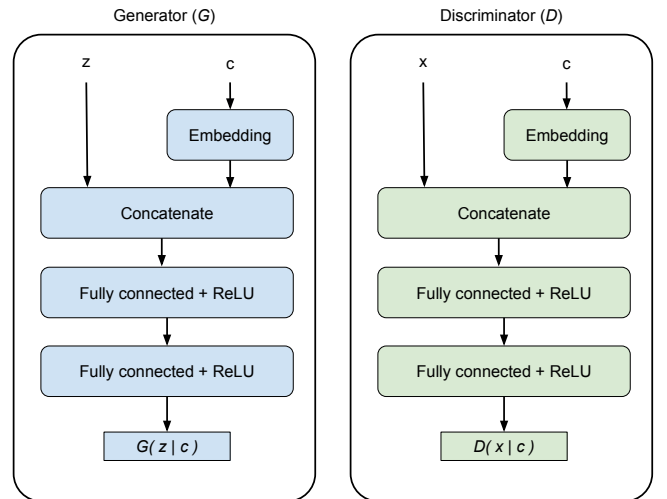 Generator (G)
z
c
Embedding
Concatenate
Fully connected + ReLU
Fully connected + ReLU
G( z | c )
Discriminator (D)
x
c
Embedding
Concatenate
Fully connected + ReLU
Fully connected + ReLU
D( x | c )